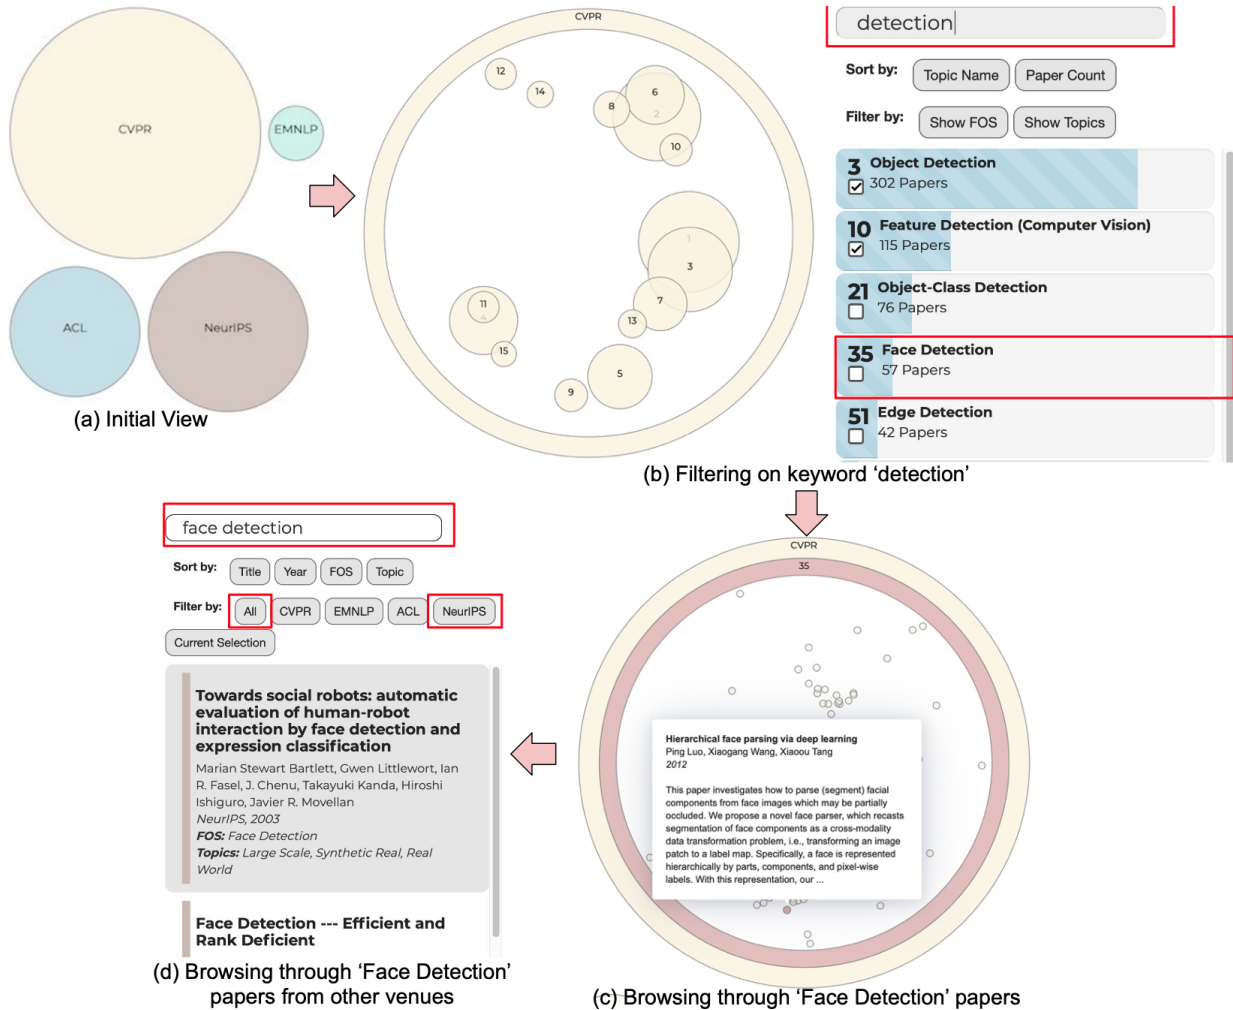 CVPR
EMNLP
ACL
NeurIPS
(a) Initial View
CVPR
12
14
6
8
2
10
1
3
7
11
4
13
15
5
9
detection
Sort by:
Topic Name
Paper Count
Filter by:
Show FOS
Show Topics
3 Object Detection
302 Papers
10 Feature Detection (Computer Vision)
115 Papers
21 Object-Class Detection
76 Papers
35 Face Detection
57 Papers
51 Edge Detection
42 Papers
(b) Filtering on keyword ‘detection’
CVPR
35
Hierarchical face parsing via deep learning
Ping Luo, Xiaogang Wang, Xiaoou Tang
2012
This paper investigates how to parse (segment) facial
components from face images which may be partially
occluded. We propose a novel face parser, which recasts
segmentation of face components as a cross-modality
data transformation problem, i.e., transforming an image
patch to a label map. Specifically, a face is represented
hierarchically by parts, components, and pixel-wise
labels. With this representation, our ...
(c) Browsing through ‘Face Detection’ papers
face detection
Sort by:
Title
Year
FOS
Topic
Filter by:
All
CVPR
EMNLP
ACL
NeurIPS
Current Selection
Towards social robots: automatic
evaluation of human-robot
interaction by face detection and
expression classification
Marian Stewart Bartlett, Gwen Littlewort, Ian
R. Fasel, J. Chenu, Takayuki Kanda, Hiroshi
Ishiguro, Javier R. Movellan
NeurIPS, 2003
FOS: Face Detection
Topics: Large Scale, Synthetic Real, Real
World
Face Detection --- Efficient and
Rank Deficient
(d) Browsing through ‘Face Detection’
papers from other venues